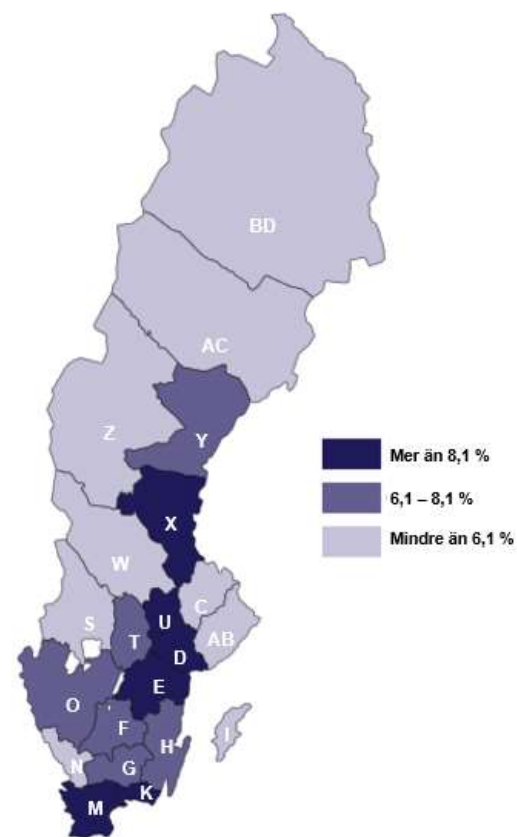 BD
AC
Z
Y
Mer än 8,1 %
6,1 – 8,1 %
Mindre än 6,1 %
X
W
C
U
S
T
AB
D
E
O
F
I
H
N
G
K
M